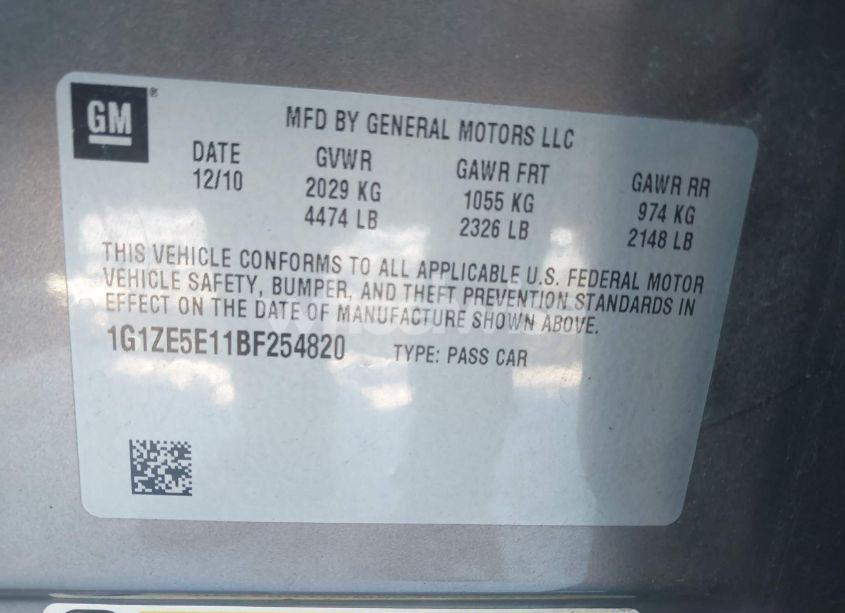 GM ®
MFD BY GENERAL MOTORS LLC
DATE GVWR GAWR FRT GAWR RR
12/10 2029 KG 1055 KG 974 KG
4474 LB 2326 LB 2148 LB
THIS VEHICLE CONFORMS TO ALL APPLICABLE U.S. FEDERAL MOTOR
VEHICLE SAFETY, BUMPER, AND THEFT PREVENTION STANDARDS IN
EFFECT ON THE DATE OF MANUFACTURE SHOWN ABOVE.
1G1ZE5E11BF254820 TYPE: PASS CAR